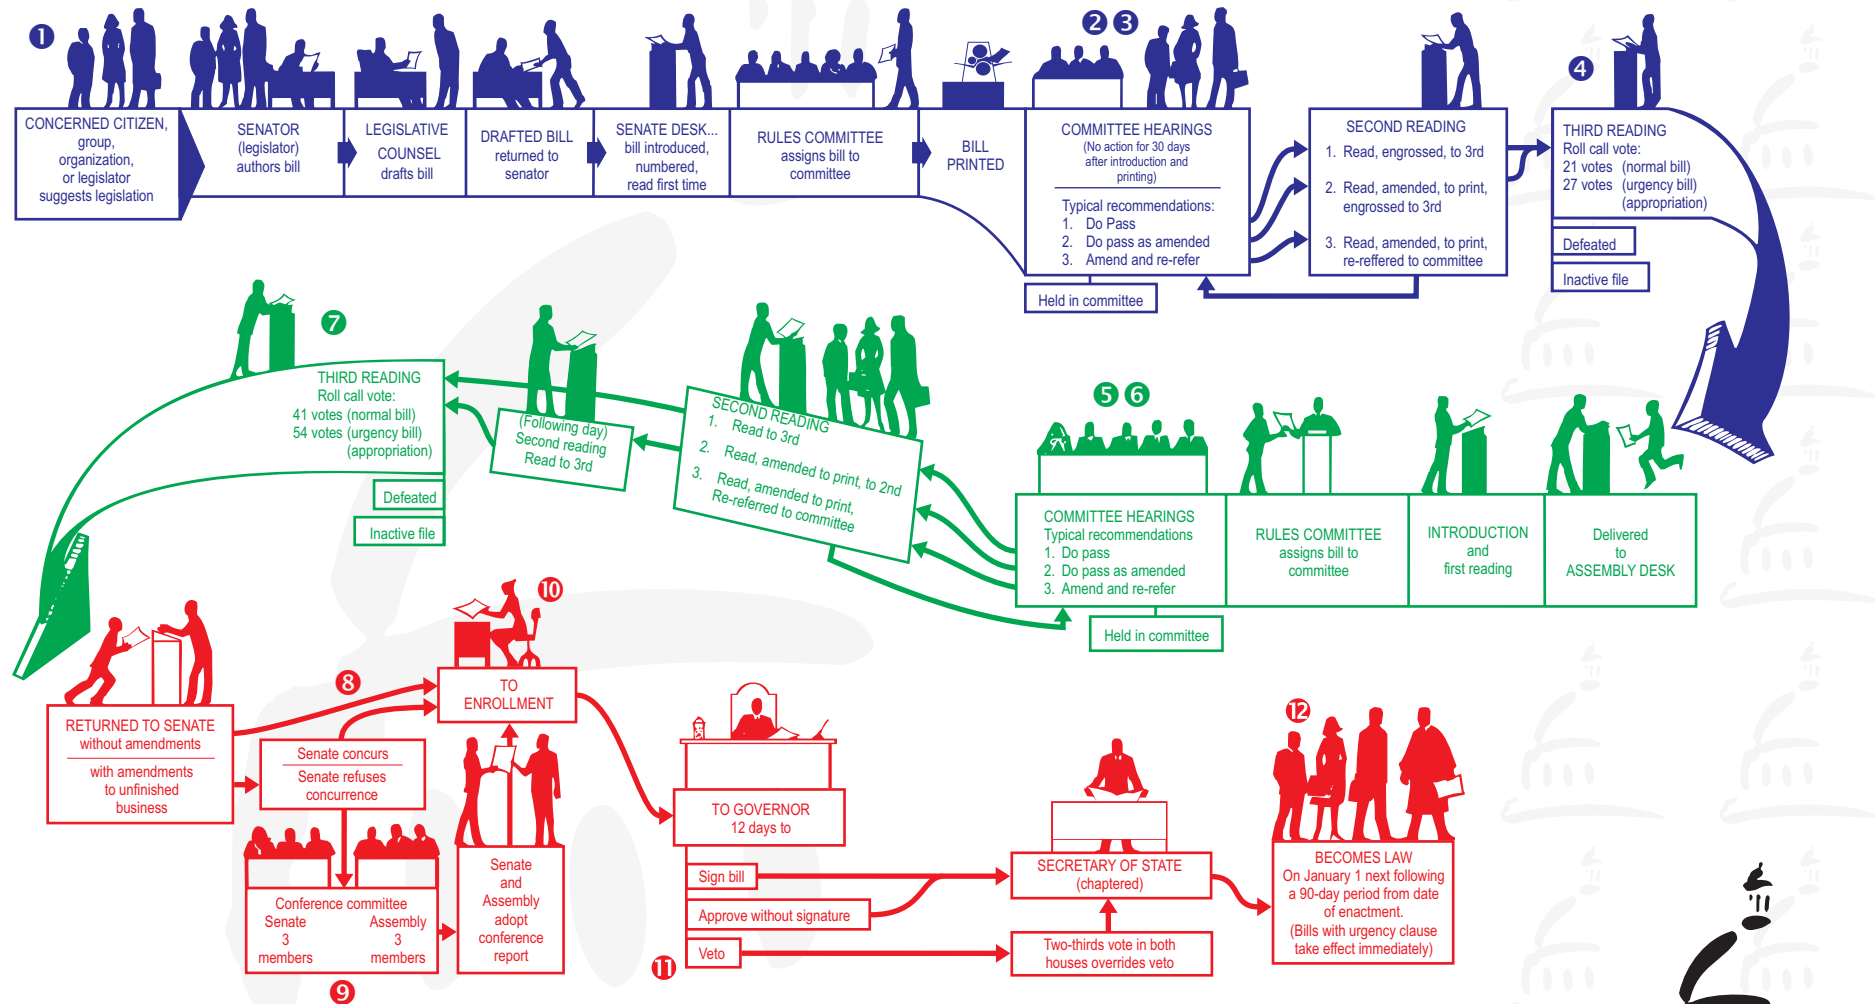 ❶
CONCERNED CITIZEN,
group,
organization,
or legislator
suggests legislation
SENATOR
(legislator)
authors bill
LEGISLATIVE
COUNSEL
drafts bill
DRAFTED BILL
returned to
senator
SENATE DESK...
bill introduced,
numbered,
read first time
RULES COMMITTEE
assigns bill to
committee
BILL
PRINTED
❷ ❸
COMMITTEE HEARINGS
(No action for 30 days
after introduction and
printing)
Typical recommendations:
1. Do Pass
2. Do pass as amended
3. Amend and re-refer
Held in committee
SECOND READING
1. Read, engrossed, to 3rd
2. Read, amended, to print,
engrossed to 3rd
3. Read, amended, to print,
re-reffered to committee
❹
THIRD READING
Roll call vote:
21 votes (normal bill)
27 votes (urgency bill)
(appropriation)
Defeated
Inactive file
Delivered
to
ASSEMBLY DESK
INTRODUCTION
and
first reading
RULES COMMITTEE
assigns bill to
committee
❺ ❻
COMMITTEE HEARINGS
Typical recommendations
1. Do pass
2. Do pass as amended
3. Amend and re-refer
Held in committee
SECOND READING
1. Read to 3rd
2. Read, amended to print, to 2nd
3. Read, amended to print,
Re-referred to committee
(Following day)
Second reading
Read to 3rd
❼
THIRD READING
Roll call vote:
41 votes (normal bill)
54 votes (urgency bill)
(appropriation)
Defeated
Inactive file
RETURNED TO SENATE
without amendments
with amendments
to unfinished
business
❽
Senate concurs
Senate refuses
concurrence
Conference committee
Senate
3
members
Assembly
3
members
❾
Senate
and
Assembly
adopt
conference
report
❿
TO
ENROLLMENT
TO GOVERNOR
12 days to
Sign bill
Approve without signature
Veto
⓫
SECRETARY OF STATE
(chaptered)
Two-thirds vote in both
houses overrides veto
⓬
BECOMES LAW
On January 1 next following
a 90-day period from date
of enactment.
(Bills with urgency clause
take effect immediately)